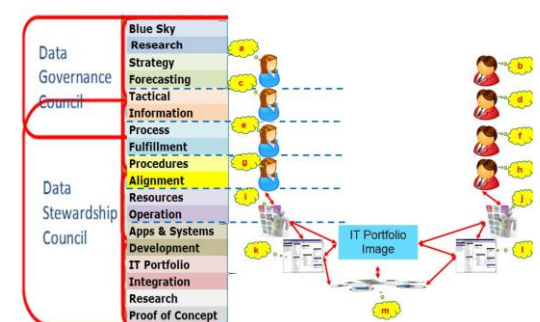 Data
Governance
Council
Data
Stewardship
Council
Blue Sky
Research
Strategy
Forecasting
Tactical
Information
Process
Fulfillment
Procedures
Alignment
Resources
Operation
Apps & Systems
Development
IT Portfolio
Integration
Research
Proof of Concept
a
b
c
d
e
f
g
h
i
j
k
l
IT Portfolio
Image
m